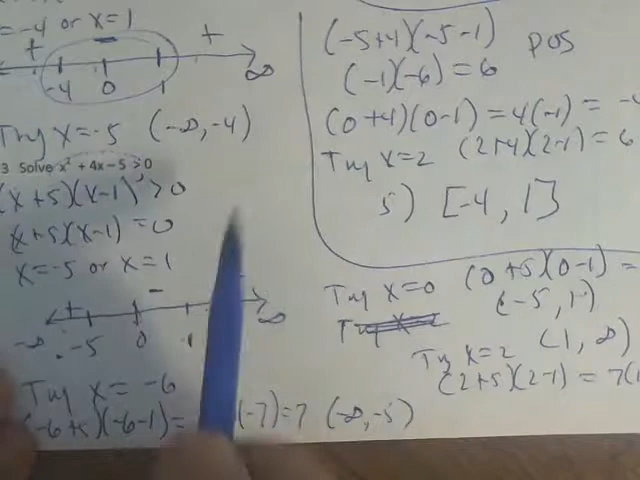 = -4 or x=1
+ − +
-4 0 1 ∞
Try x=-5 (-∞,-4)
3 Solve x² + 4x - 5 > 0
(x+5)(x-1) > 0
(x+5)(x-1) = 0
x=-5 or x=1
+ −
-∞ -5 0 1 ∞
Try x = -6
(-6+5)(-6-1)= (-7)=7 (-∞,-5)
(-5+4)(-5-1) pos
(-1)(-6) = 6
(0+4)(0-1) = 4(-1) = -4
Try x=2 (2+4)(2-1) = 6
5) [-4, 1]
Try x=0 (0+5)(0-1) =
(-5, 1)
Try x=2 (1, ∞)
(2+5)(2-1) = 7(1